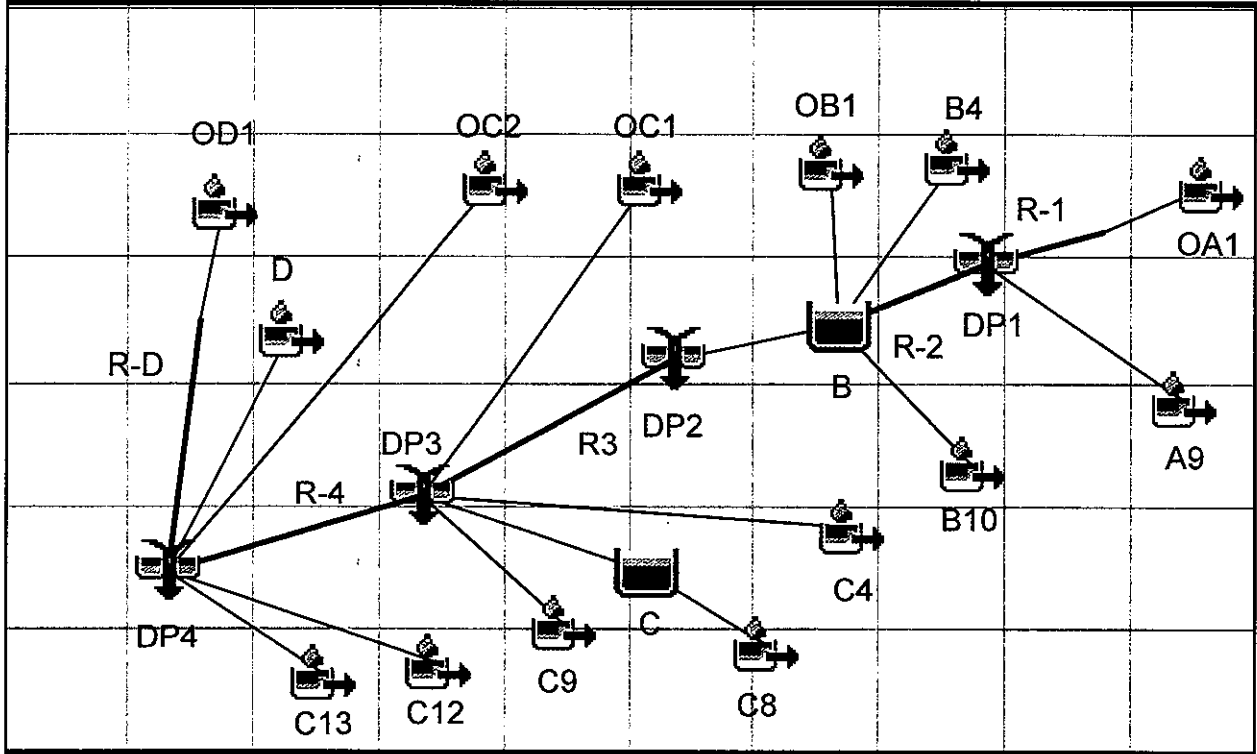 OB1
B4
OD1
OC2
OC1
R-1
OA1
D
DP1
R-2
R-D
B
DP2
R3
DP3
A9
R-4
B10
C4
DP4
C
C9
C8
C13
C12